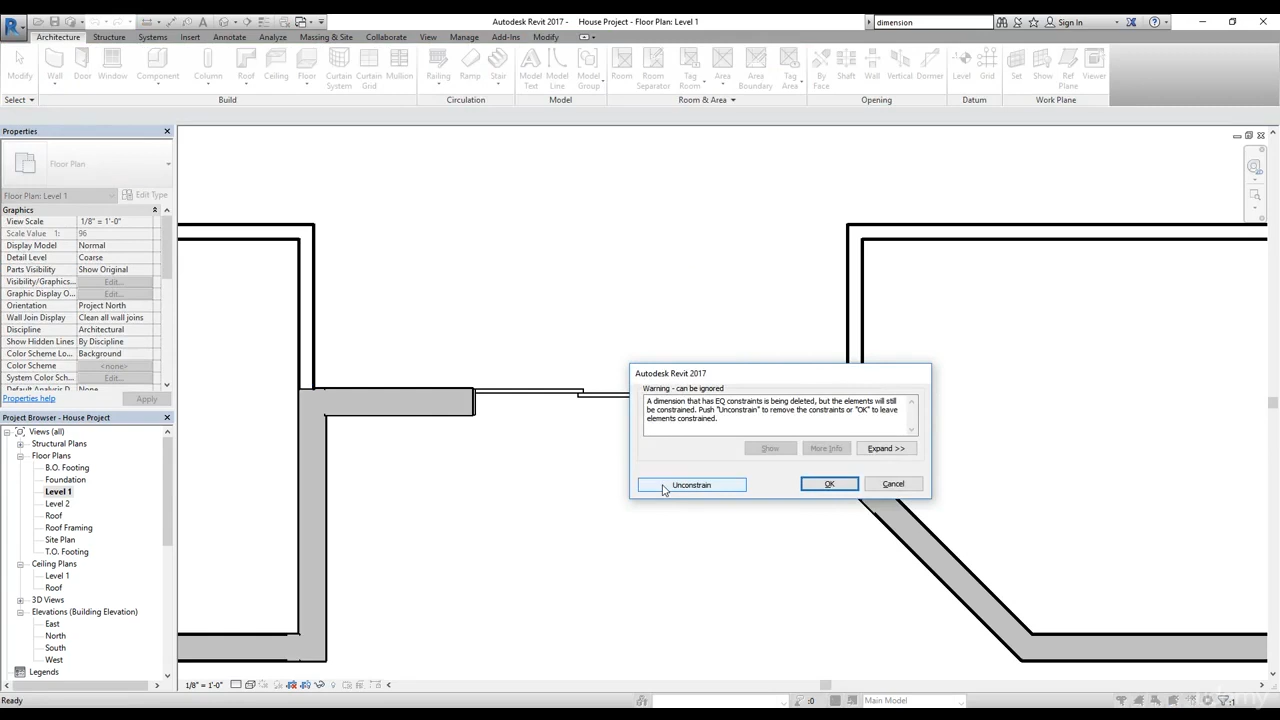 Autodesk Revit 2017 -    House Project - Floor Plan: Level 1
dimension
Sign In
Architecture
Structure
Systems
Insert
Annotate
Analyze
Massing & Site
Collaborate
View
Manage
Add-Ins
Modify
Modify
Wall
Door
Window
Component
Column
Roof
Ceiling
Floor
Curtain System
Curtain Grid
Mullion
Railing
Ramp
Stair
Model Text
Model Line
Model Group
Room
Room Separator
Tag Room
Area
Area Boundary
Tag Area
By Face
Shaft
Wall
Vertical
Dormer
Level
Grid
Set
Show
Ref Plane
Viewer
Select
Build
Circulation
Model
Room & Area
Opening
Datum
Work Plane
Properties
Floor Plan
Floor Plan: Level 1
Edit Type
Graphics
View Scale 1/8" = 1'-0"
Scale Value 1: 96
Display Model Normal
Detail Level Coarse
Parts Visibility Show Original
Visibility/Graphics... Edit...
Graphic Display O... Edit...
Orientation Project North
Wall Join Display Clean all wall joins
Discipline Architectural
Show Hidden Lines By Discipline
Color Scheme Lo... Background
Color Scheme <none>
System Color Sch... Edit...
Default Analysis D... None
Properties help
Apply
Project Browser - House Project
Views (all)
Structural Plans
Floor Plans
B.O. Footing
Foundation
Level 1
Level 2
Roof
Roof Framing
Site Plan
T.O. Footing
Ceiling Plans
Level 1
Roof
3D Views
Elevations (Building Elevation)
East
North
South
West
Legends
Autodesk Revit 2017
Warning - can be ignored
A dimension that has EQ constraints is being deleted, but the elements will still
be constrained. Push "Unconstrain" to remove the constraints or "OK" to leave
elements constrained.
Show
More Info
Expand >>
Unconstrain
OK
Cancel
1/8" = 1'-0"
Ready
:0
Main Model
:1